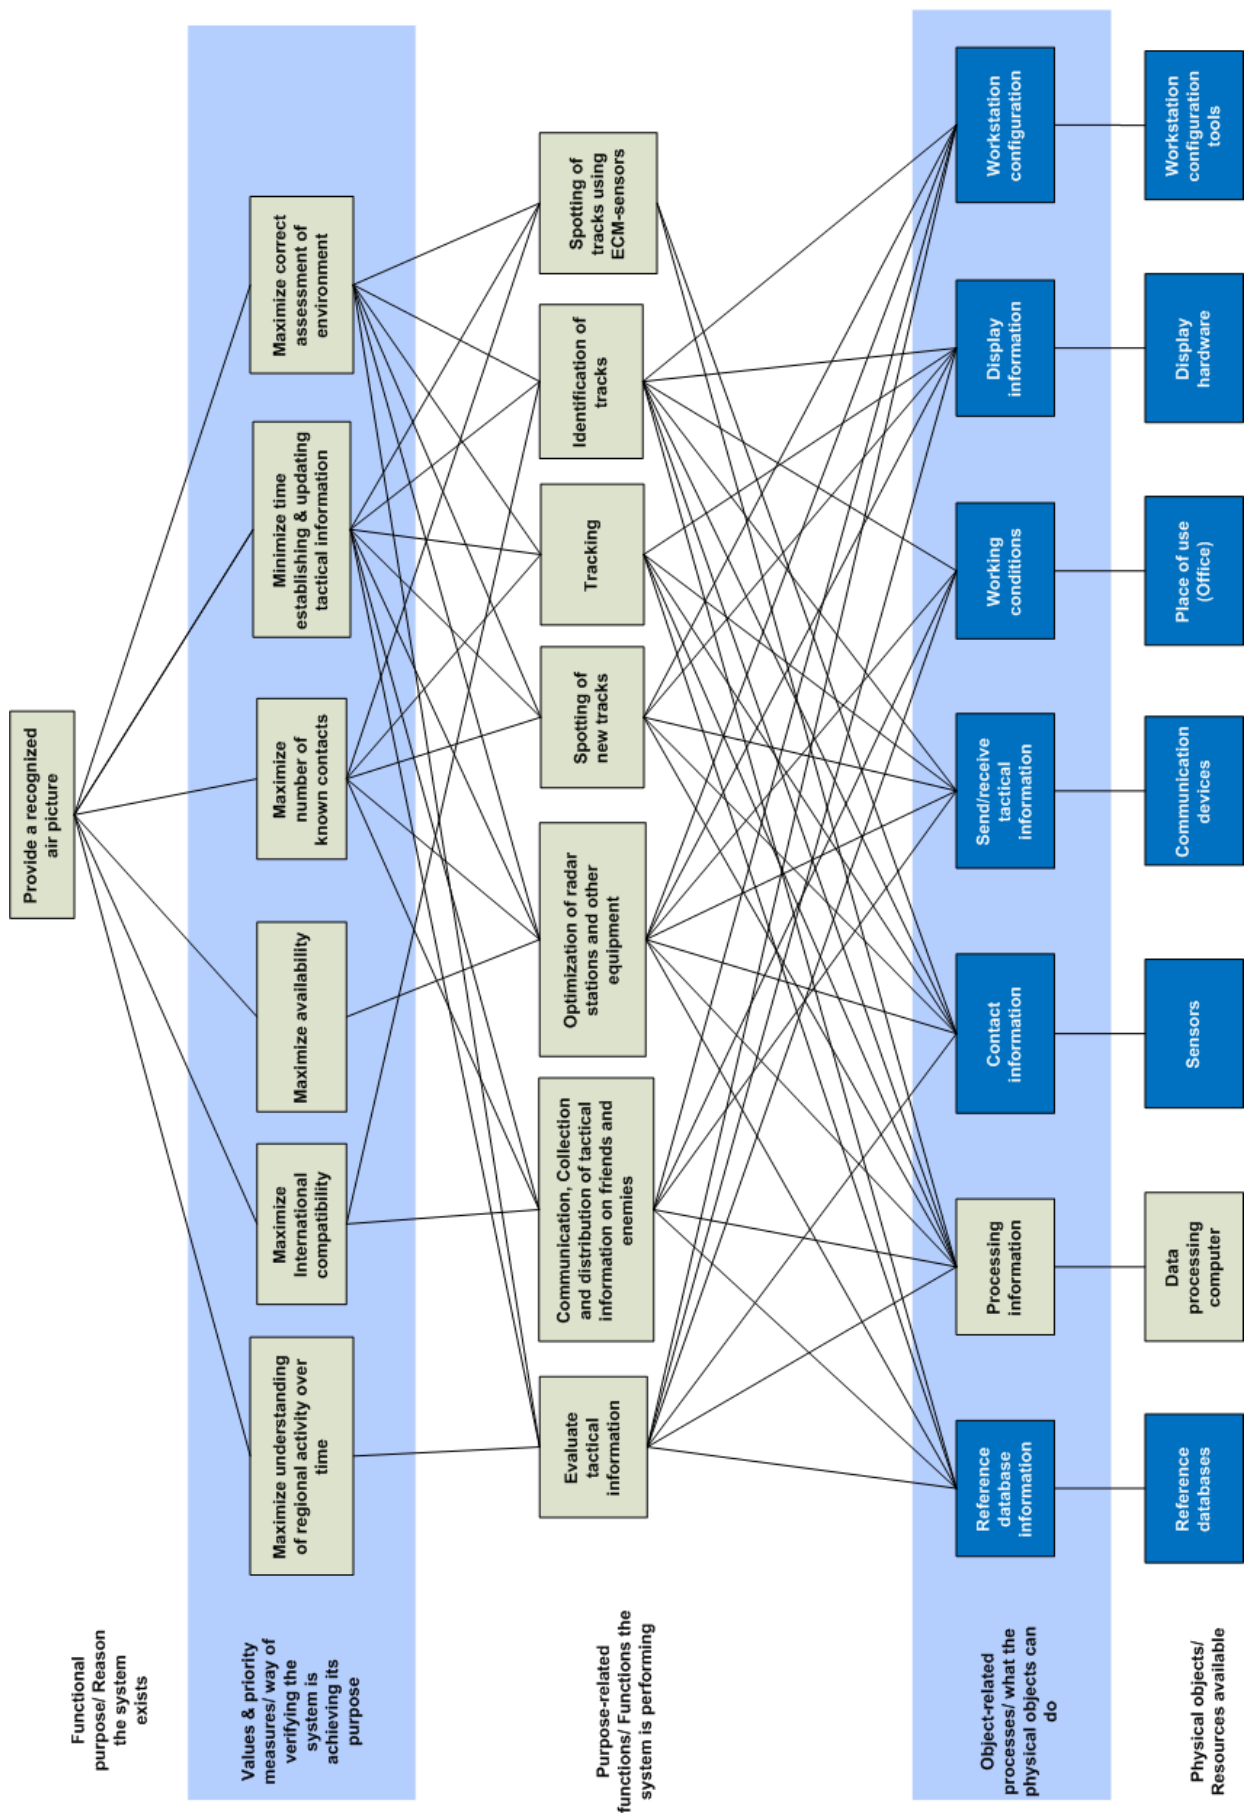 Functional
purpose/ Reason
the system
exists
Provide a recognized
air picture
Values & priority
measures/ way of
verifying the
system is
achieving its
purpose
Maximize understanding
of regional activity over
time
Maximize
International
compatibility
Maximize availability
Maximize
number of
known contacts
Minimize time
establishing & updating
tactical information
Maximize correct
assessment of
environment
Purpose-related
functions/ Functions the
system is performing
Evaluate
tactical
information
Communication, Collection
and distribution of tactical
information on friends and
enemies
Optimization of radar
stations and other
equipment
Spotting of
new tracks
Tracking
Identification of
tracks
Spotting of
tracks using
ECM-sensors
Object-related
processes/ what the
physical objects can
do
Reference
database
information
Processing
information
Contact
information
Send/receive
tactical
information
Working
conditions
Display
information
Workstation
configuration
Physical objects/
Resources available
Reference
databases
Data
processing
computer
Sensors
Communication
devices
Place of use
(Office)
Display
hardware
Workstation
configuration
tools